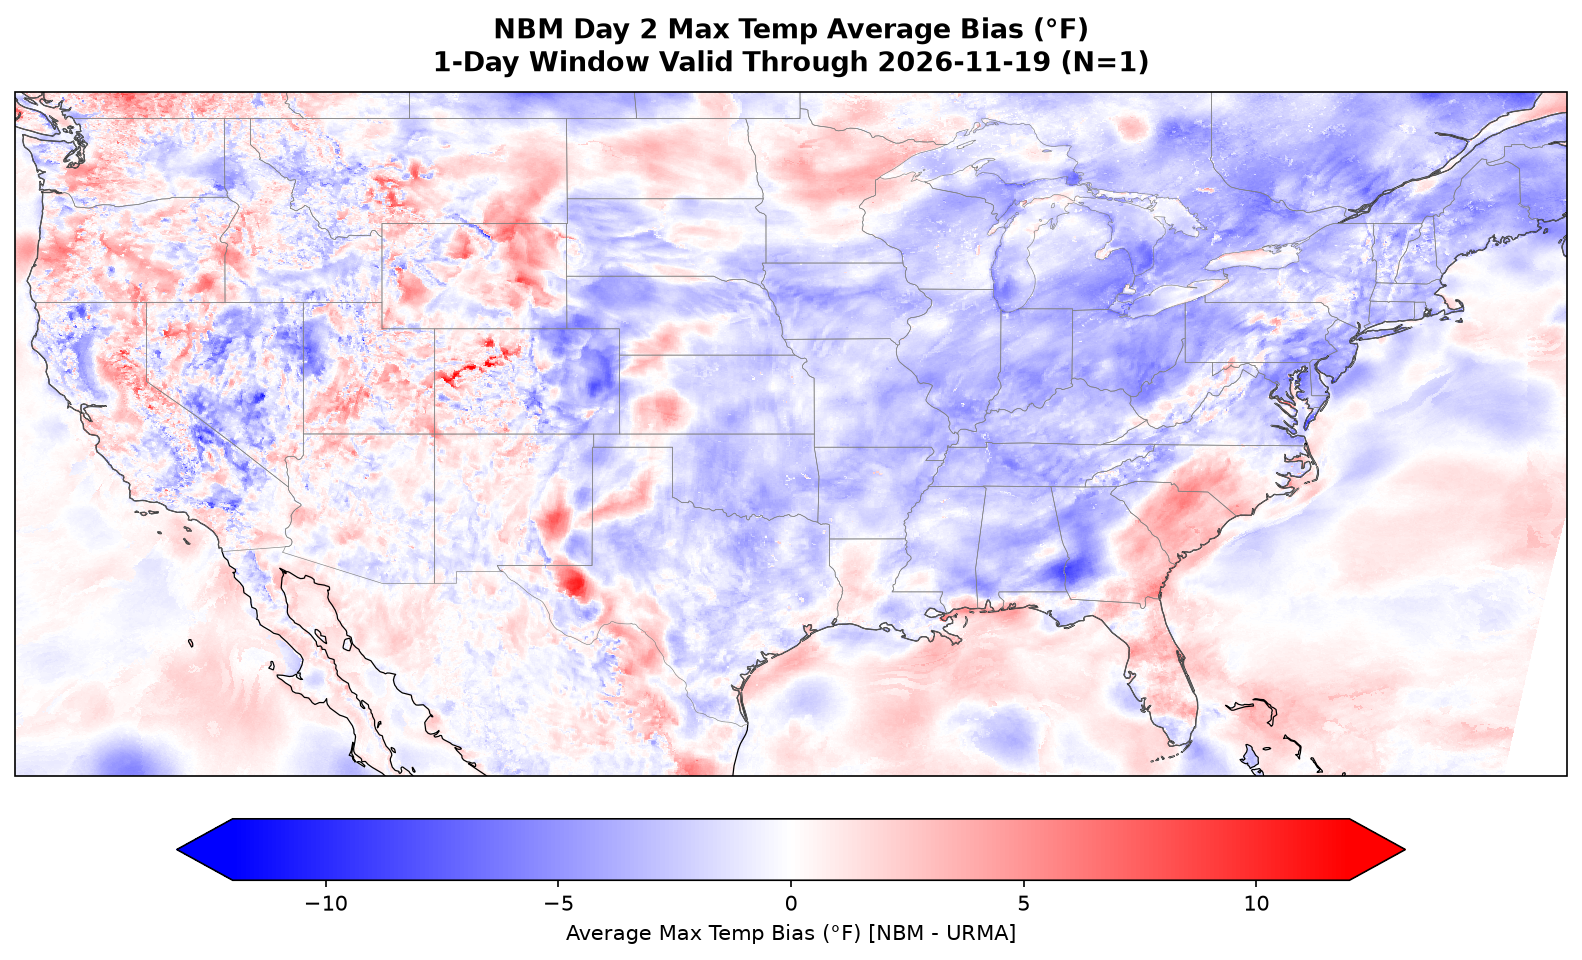 NBM Day 2 Max Temp Average Bias (°F)
1-Day Window Valid Through 2026-11-19 (N=1)
−10 −5 0 5 10
Average Max Temp Bias (°F) [NBM - URMA]